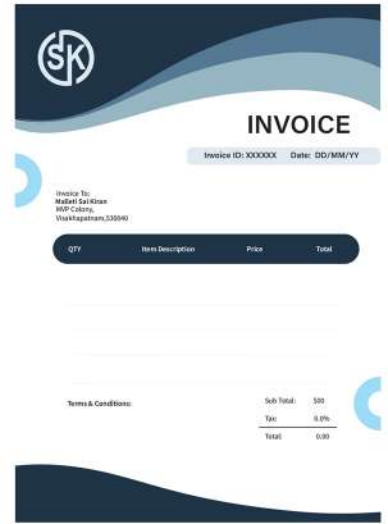 SK
INVOICE
Invoice ID: XXXXXX Date: DD/MM/YY
Invoice To:
Malleti Sai Kiran
MVP Colony,
Visakhapatnam,530040
QTY Item Description Price Total
Terms & Conditions:
Sub Total: 500
Tax: 0.0%
Total: 0.00